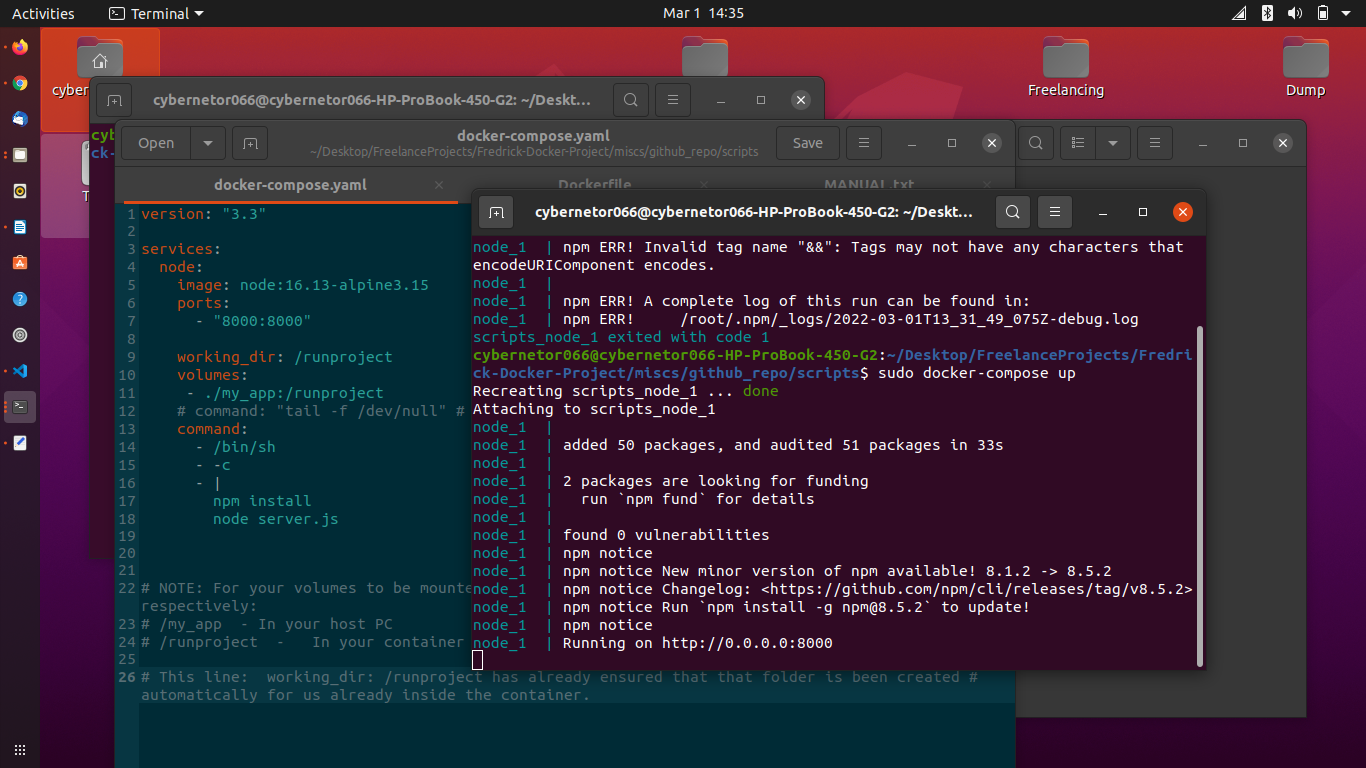 Activities
Terminal
Mar 1 14:35
cyber
Freelancing
Dump
cybernetor066@cybernetor066-HP-ProBook-450-G2: ~/Deskt...
cyb
ck-
Open
docker-compose.yaml
~/Desktop/FreelanceProjects/Fredrick-Docker-Project/miscs/github_repo/scripts
Save
docker-compose.yaml
Dockerfile
MANUAL.txt
1 version: "3.3"
2
3 services:
4 node:
5 image: node:16.13-alpine3.15
6 ports:
7 - "8000:8000"
8
9 working_dir: /runproject
10 volumes:
11 - ./my_app:/runproject
12 # command: "tail -f /dev/null" #
13 command:
14 - /bin/sh
15 - -c
16 - |
17 npm install
18 node server.js
19
20
21
22 # NOTE: For your volumes to be mounte
respectively:
23 # /my_app - In your host PC
24 # /runproject - In your container
25
26 # This line: working_dir: /runproject has already ensured that that folder is been created #
automatically for us already inside the container.
cybernetor066@cybernetor066-HP-ProBook-450-G2: ~/Deskt...
node_1 | npm ERR! Invalid tag name "&&": Tags may not have any characters that
encodeURIComponent encodes.
node_1 |
node_1 | npm ERR! A complete log of this run can be found in:
node_1 | npm ERR! /root/.npm/_logs/2022-03-01T13_31_49_075Z-debug.log
scripts_node_1 exited with code 1
cybernetor066@cybernetor066-HP-ProBook-450-G2:~/Desktop/FreelanceProjects/Fredri
ck-Docker-Project/miscs/github_repo/scripts$ sudo docker-compose up
Recreating scripts_node_1 ... done
Attaching to scripts_node_1
node_1 |
node_1 | added 50 packages, and audited 51 packages in 33s
node_1 |
node_1 | 2 packages are looking for funding
node_1 | run `npm fund` for details
node_1 |
node_1 | found 0 vulnerabilities
node_1 | npm notice
node_1 | npm notice New minor version of npm available! 8.1.2 -> 8.5.2
node_1 | npm notice Changelog: <https://github.com/npm/cli/releases/tag/v8.5.2>
node_1 | npm notice Run `npm install -g npm@8.5.2` to update!
node_1 | npm notice
node_1 | Running on http://0.0.0.0:8000